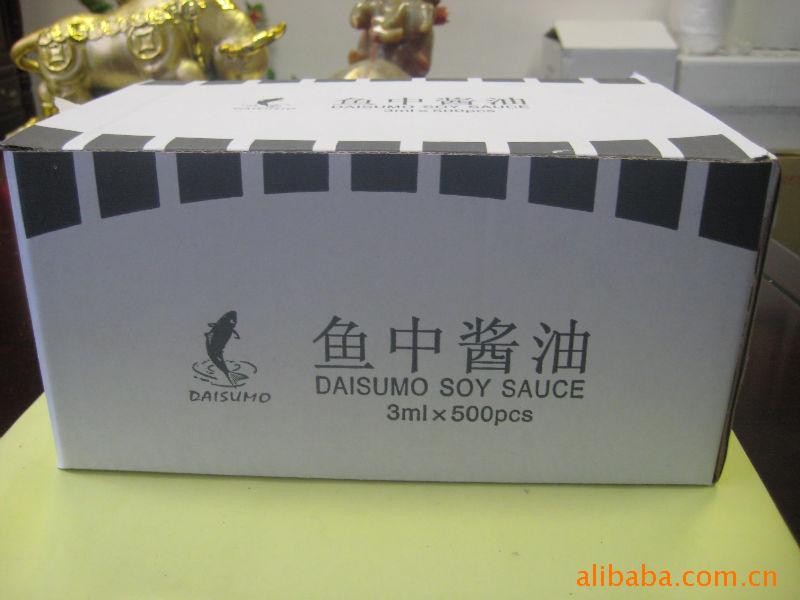 DAISUMO
鱼中酱油
DAISUMO SOY SAUCE
3ml×500pcs
DAISUMO
鱼中酱油
DAISUMO SOY SAUCE
3ml×500pcs
alibaba.com.cn